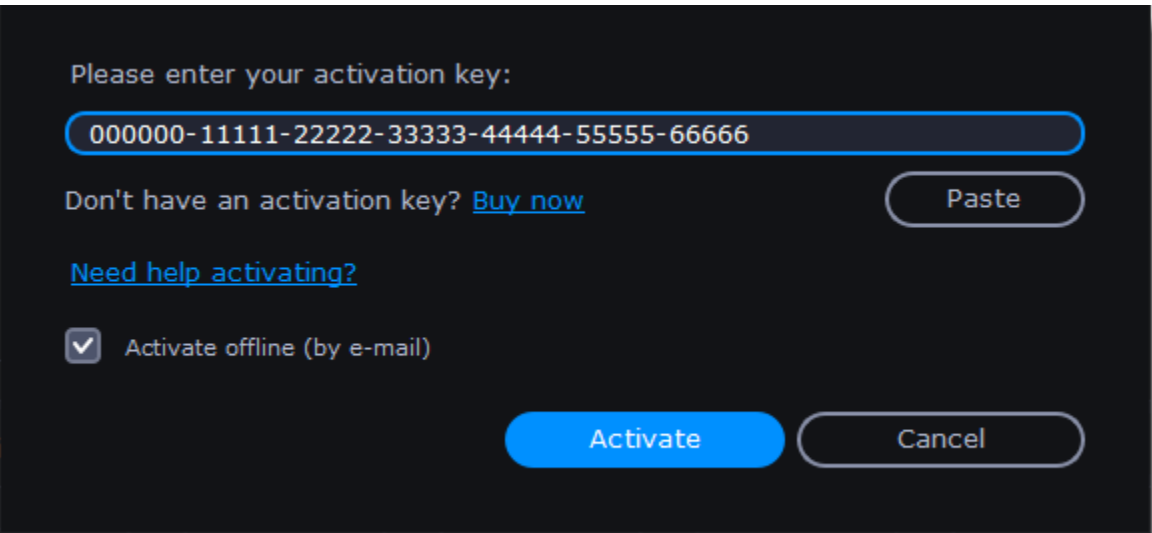 Please enter your activation key:
000000-11111-22222-33333-44444-55555-66666
Don't have an activation key? Buy now
Paste
Need help activating?
Activate offline (by e-mail)
Activate
Cancel